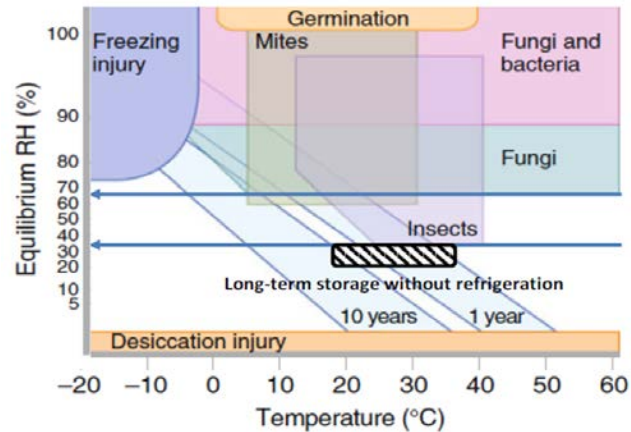 Germination
100
Freezing
injury
Mites
Fungi and
bacteria
90
80
Fungi
70
60
50
40
Insects
30
20
Long-term storage without refrigeration
10
5
10 years
1 year
Desiccation injury
Equilibrium RH (%)
−20 −10 0 10 20 30 40 50 60
Temperature (°C)